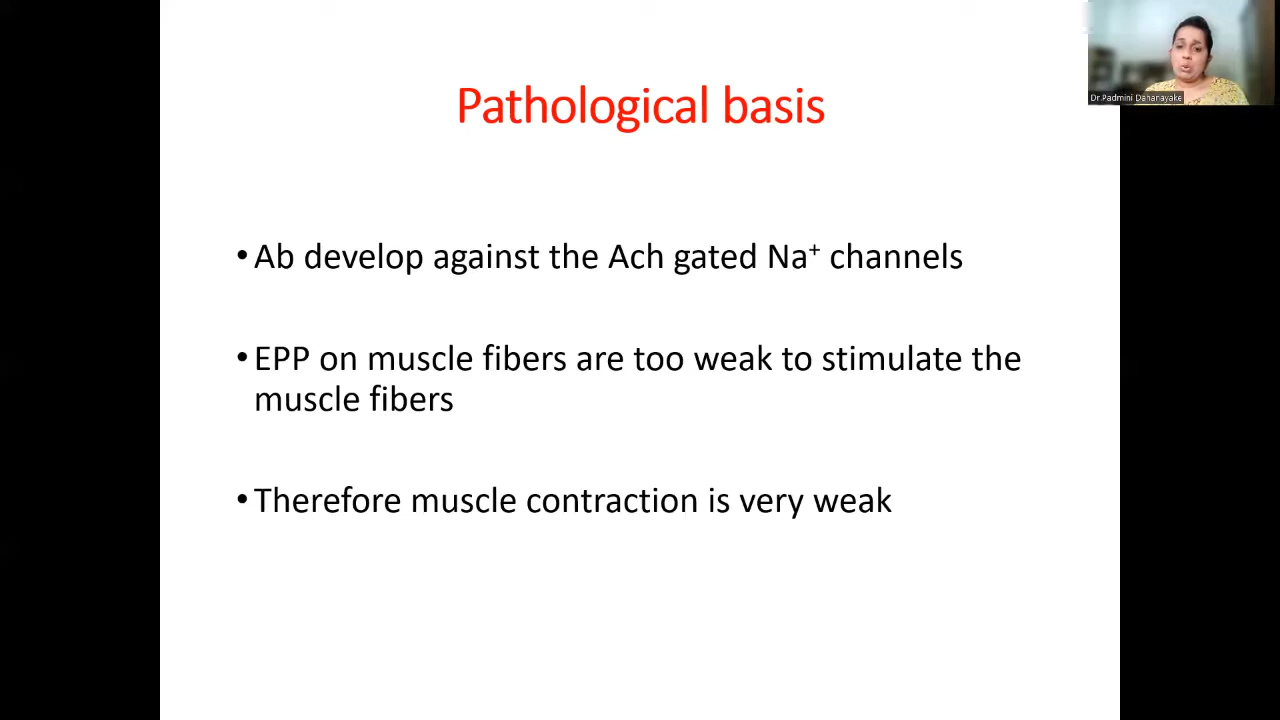 Dr Padmini Dahanayake
Pathological basis
• Ab develop against the Ach gated Na⁺ channels
• EPP on muscle fibers are too weak to stimulate the
muscle fibers
• Therefore muscle contraction is very weak